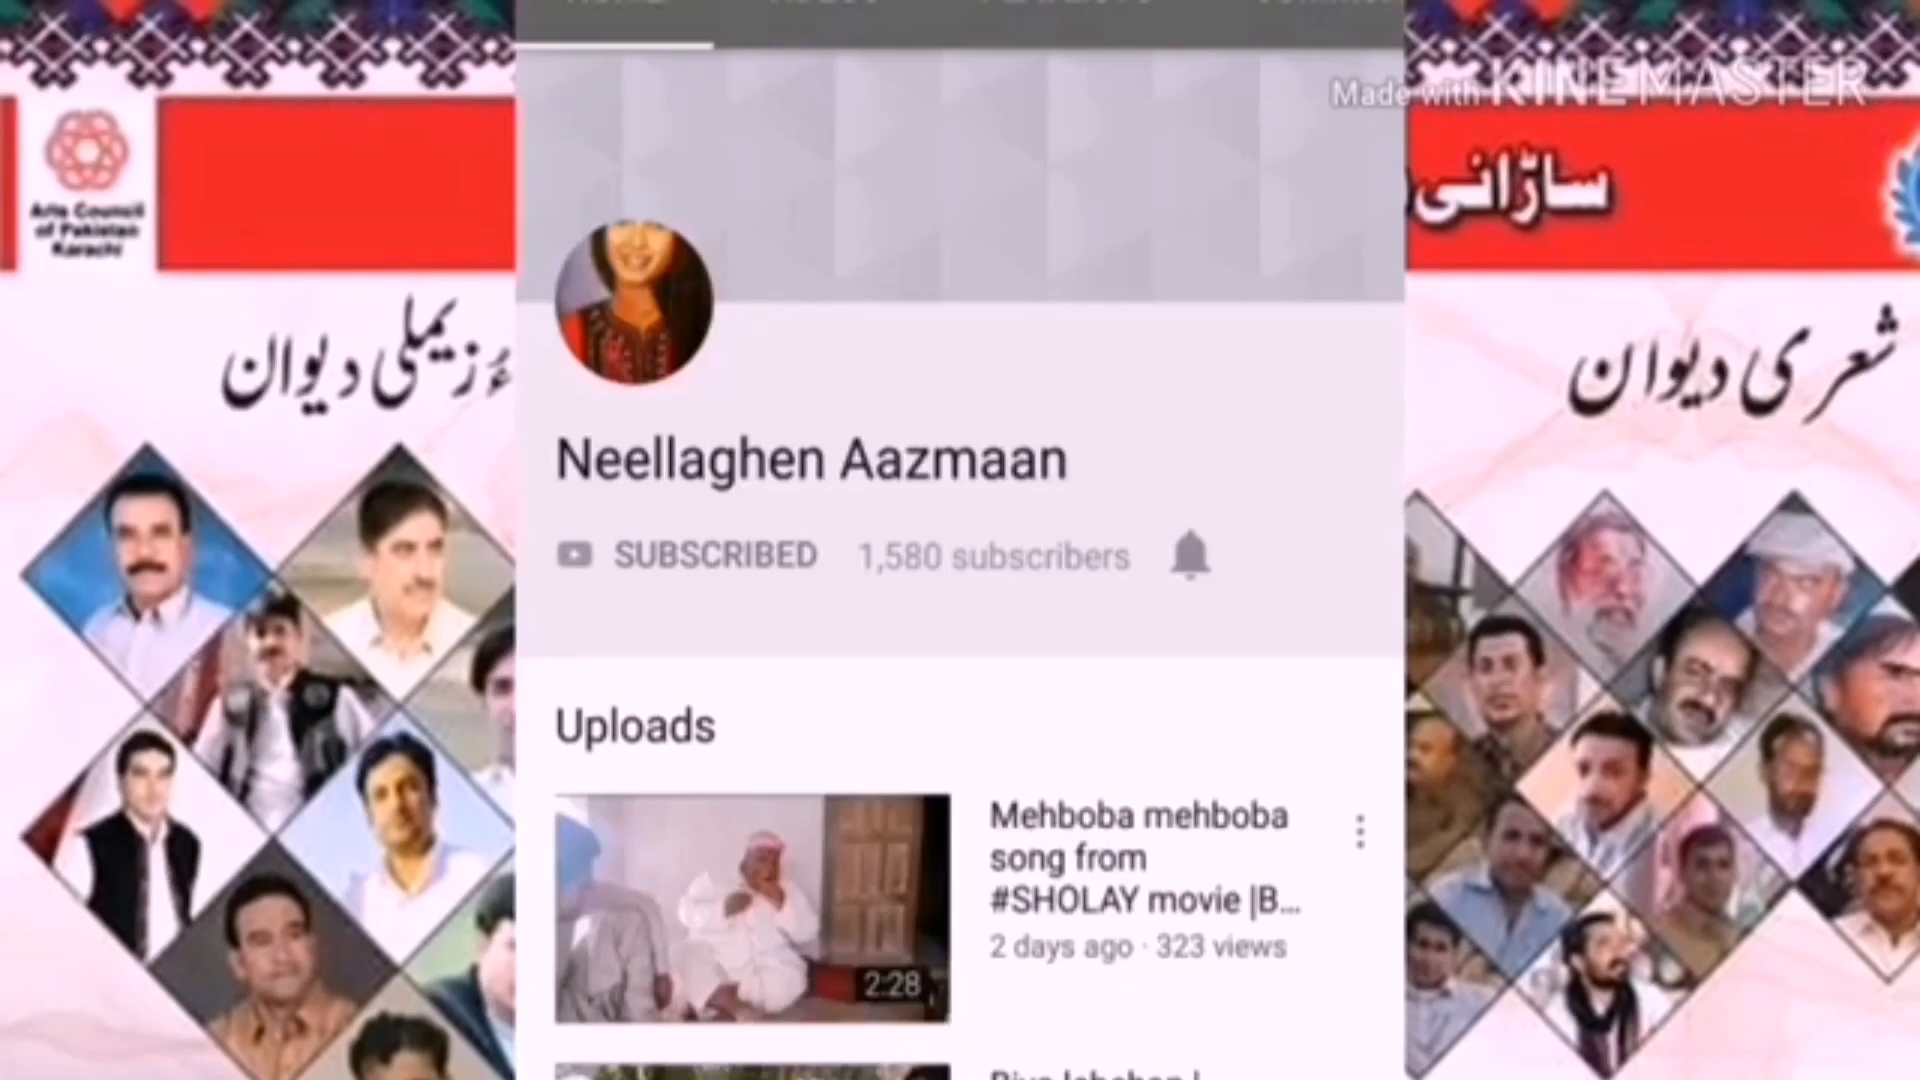 Made with KINEMASTER
Arts Council
of Pakistan
Karachi
ساڑانی
ءُ زیملی دیوان
شعری دیوان
Neellaghen Aazmaan
SUBSCRIBED 1,580 subscribers
Uploads
Mehboba mehboba
song from
#SHOLAY movie |B...
2 days ago · 323 views
2:28